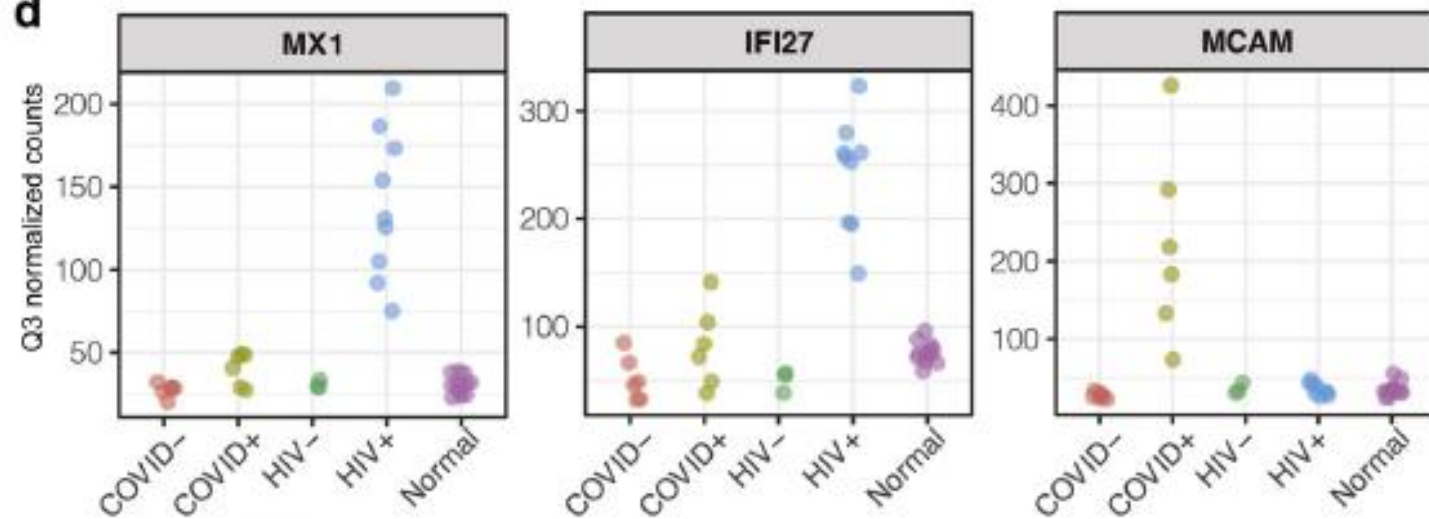 d
MX1
IFI27
MCAM
Q3 normalized counts
200
150
100
50
300
200
100
400
300
200
100
COVID−
COVID+
HIV−
HIV+
Normal
COVID−
COVID+
HIV−
HIV+
Normal
COVID−
COVID+
HIV−
HIV+
Normal